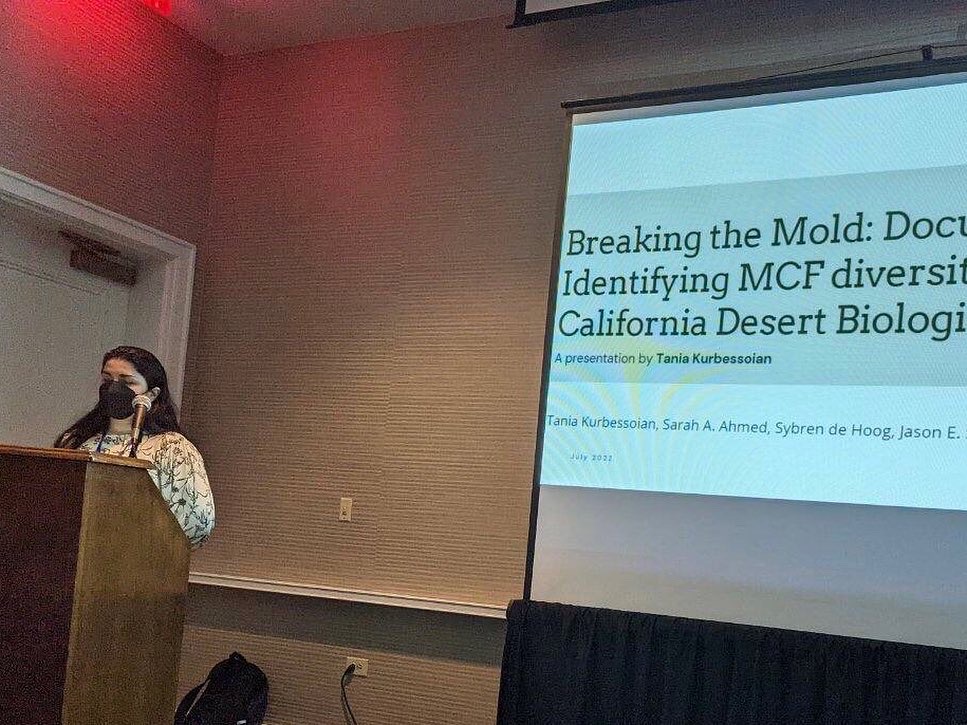 Breaking the Mold: Docu
Identifying MCF diversit
California Desert Biologi
A presentation by Tania Kurbessoian
Tania Kurbessoian, Sarah A. Ahmed, Sybren de Hoog, Jason E.
July 2022